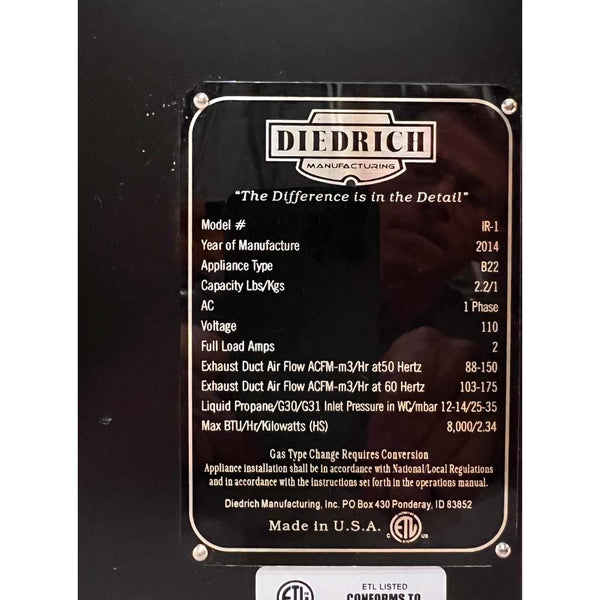 DIEDRICH
MANUFACTURING
"The Difference is in the Detail"
Model # IR-1
Year of Manufacture 2014
Appliance Type B22
Capacity Lbs/Kgs 2.2/1
AC 1 Phase
Voltage 110
Full Load Amps 2
Exhaust Duct Air Flow ACFM-m3/Hr at50 Hertz 88-150
Exhaust Duct Air Flow ACFM-m3/Hr at 60 Hertz 103-175
Liquid Propane/G30/G31 Inlet Pressure in WC/mbar 12-14/25-35
Max BTU/Hr/Kilowatts (HS) 8,000/2.34
Gas Type Change Requires Conversion
Appliance installation shall be in accordance with National/Local Regulations
and in accordance with the instructions set forth in the operations manual.
Diedrich Manufacturing, Inc. PO Box 430 Ponderay, ID 83852
Made in U.S.A. C ETL US
ETL LISTED
CONFORMS TO